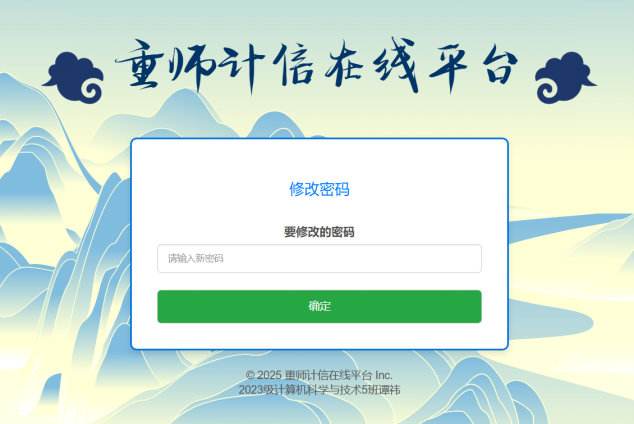 重师计信在线平台
修改密码
要修改的密码
请输入新密码
确定
© 2025 重师计信在线平台 Inc.
2023级计算机科学与技术5班谭祎